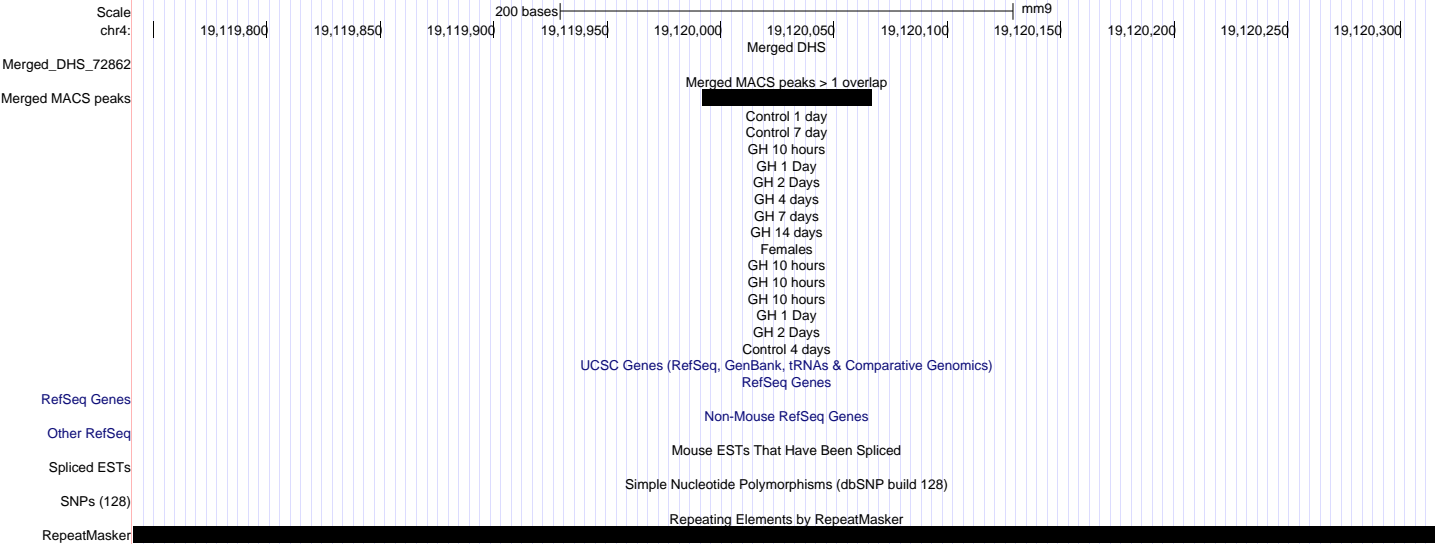 Scale 200 bases mm9
chr4: 19,119,800 19,119,850 19,119,900 19,119,950 19,120,000 19,120,050 19,120,100 19,120,150 19,120,200 19,120,250 19,120,300
Merged DHS
Merged_DHS_72862
Merged MACS peaks > 1 overlap
Merged MACS peaks
Control 1 day
Control 7 day
GH 10 hours
GH 1 Day
GH 2 Days
GH 4 days
GH 7 days
GH 14 days
Females
GH 10 hours
GH 10 hours
GH 10 hours
GH 1 Day
GH 2 Days
Control 4 days
UCSC Genes (RefSeq, GenBank, tRNAs & Comparative Genomics)
RefSeq Genes
RefSeq Genes
Non-Mouse RefSeq Genes
Other RefSeq
Mouse ESTs That Have Been Spliced
Spliced ESTs
Simple Nucleotide Polymorphisms (dbSNP build 128)
SNPs (128)
Repeating Elements by RepeatMasker
RepeatMasker